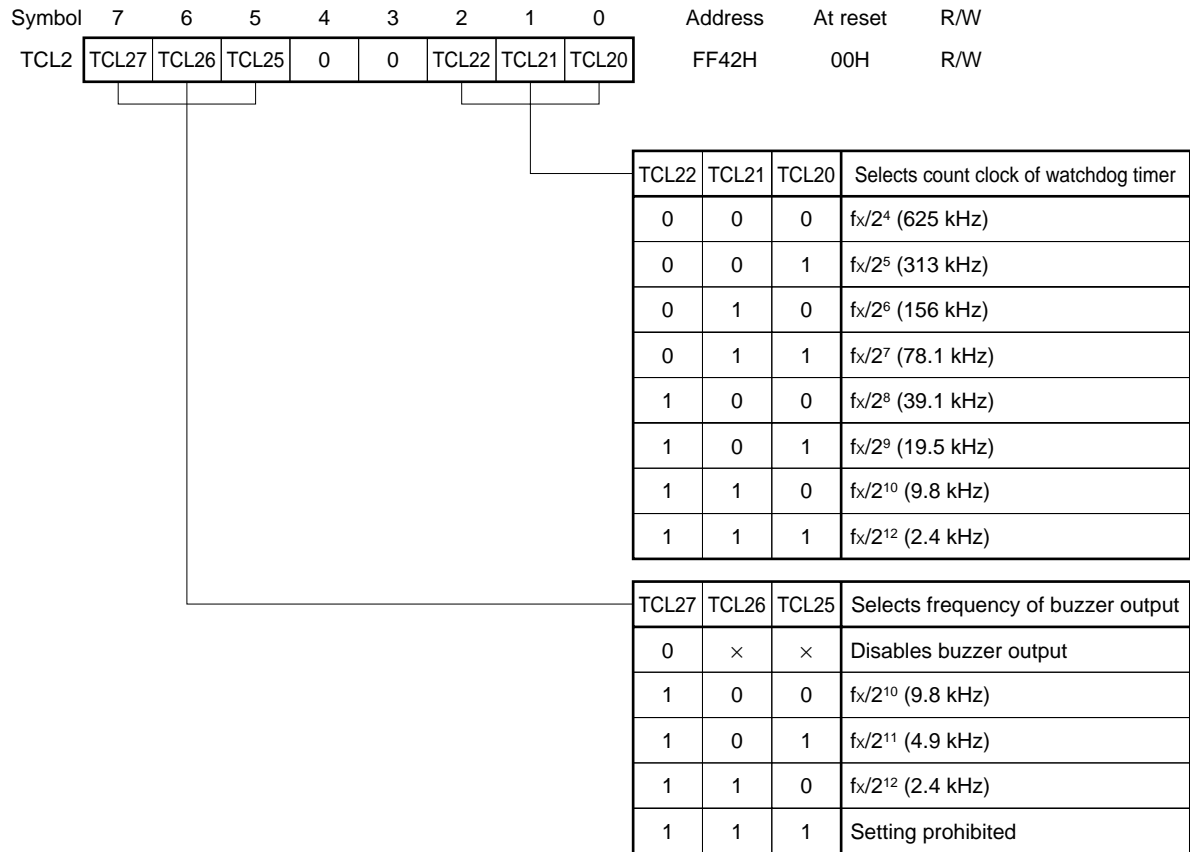 Symbol 7 6 5 4 3 2 1 0 Address At reset R/W
TCL2 TCL27 TCL26 TCL25 0 0 TCL22 TCL21 TCL20 FF42H 00H R/W
TCL22 TCL21 TCL20 Selects count clock of watchdog timer
0 0 0 fx/2⁴ (625 kHz)
0 0 1 fx/2⁵ (313 kHz)
0 1 0 fx/2⁶ (156 kHz)
0 1 1 fx/2⁷ (78.1 kHz)
1 0 0 fx/2⁸ (39.1 kHz)
1 0 1 fx/2⁹ (19.5 kHz)
1 1 0 fx/2¹⁰ (9.8 kHz)
1 1 1 fx/2¹² (2.4 kHz)
TCL27 TCL26 TCL25 Selects frequency of buzzer output
0 × × Disables buzzer output
1 0 0 fx/2¹⁰ (9.8 kHz)
1 0 1 fx/2¹¹ (4.9 kHz)
1 1 0 fx/2¹² (2.4 kHz)
1 1 1 Setting prohibited